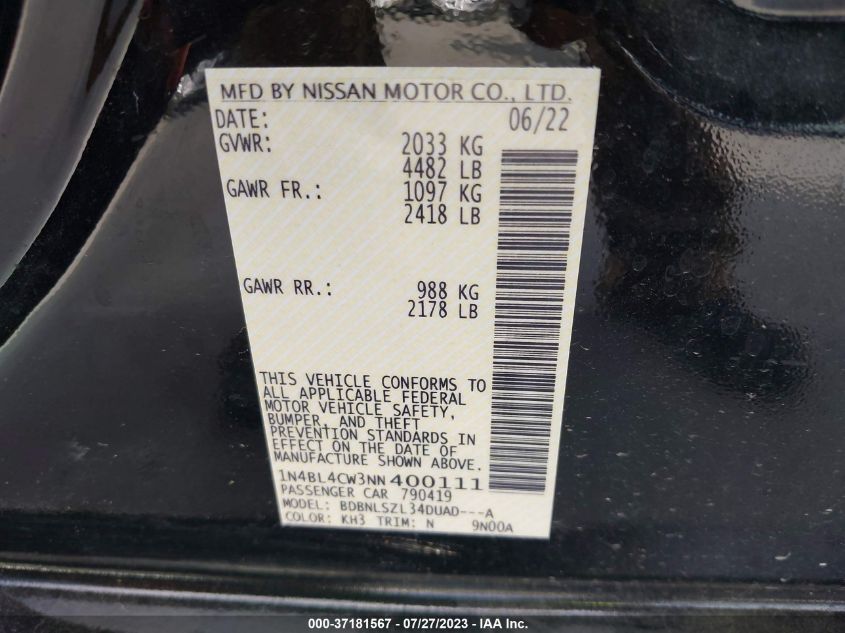 MFD BY NISSAN MOTOR CO., LTD.
DATE: 06/22
GVWR: 2033 KG
4482 LB
GAWR FR.: 1097 KG
2418 LB
GAWR RR.: 988 KG
2178 LB
THIS VEHICLE CONFORMS TO
ALL APPLICABLE FEDERAL
MOTOR VEHICLE SAFETY,
BUMPER, AND THEFT
PREVENTION STANDARDS IN
EFFECT ON THE DATE OF
MANUFACTURE SHOWN ABOVE.
1N4BL4CW3NN400111
PASSENGER CAR 790419
MODEL: BDBNLSZL34DUAD---A
COLOR: KH3 TRIM: N 9N00A
000-37181567 - 07/27/2023 - IAA Inc.